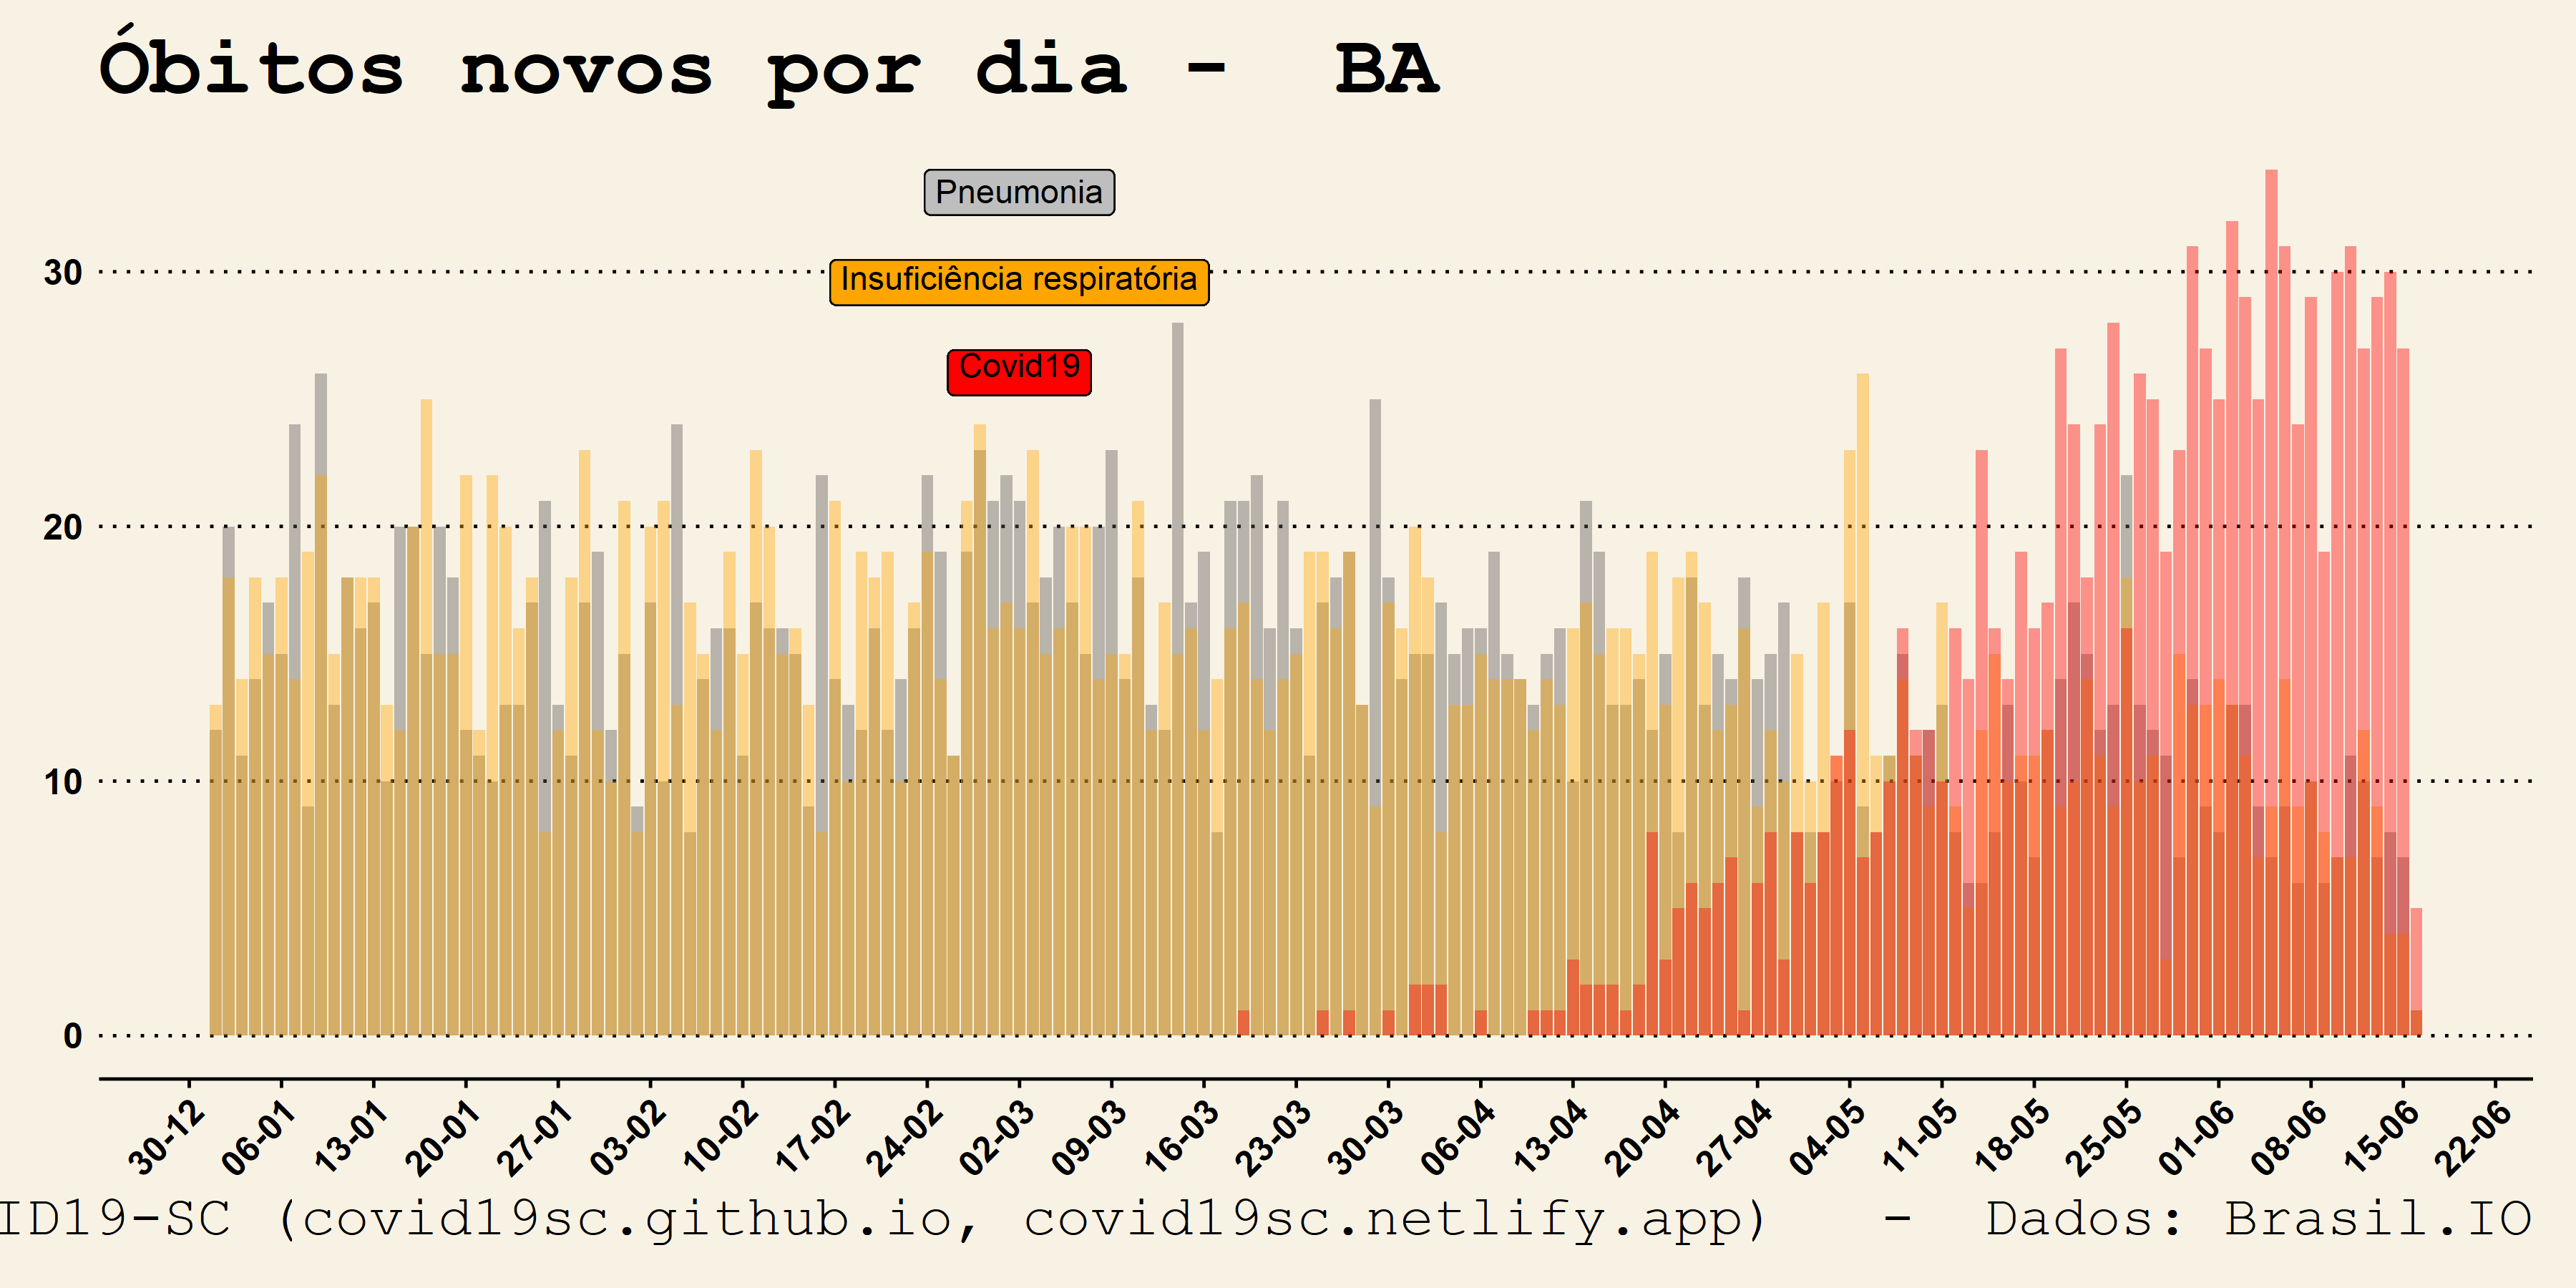 Óbitos novos por dia - BA
Pneumonia
30
Insuficiência respiratória
Covid19
20
10
0
30-12 06-01 13-01 20-01 27-01 03-02 10-02 17-02 24-02 02-03 09-03 16-03 23-03 30-03 06-04 13-04 20-04 27-04 04-05 11-05 18-05 25-05 01-06 08-06 15-06 22-06
ID19-SC (covid19sc.github.io, covid19sc.netlify.app) - Dados: Brasil.IO